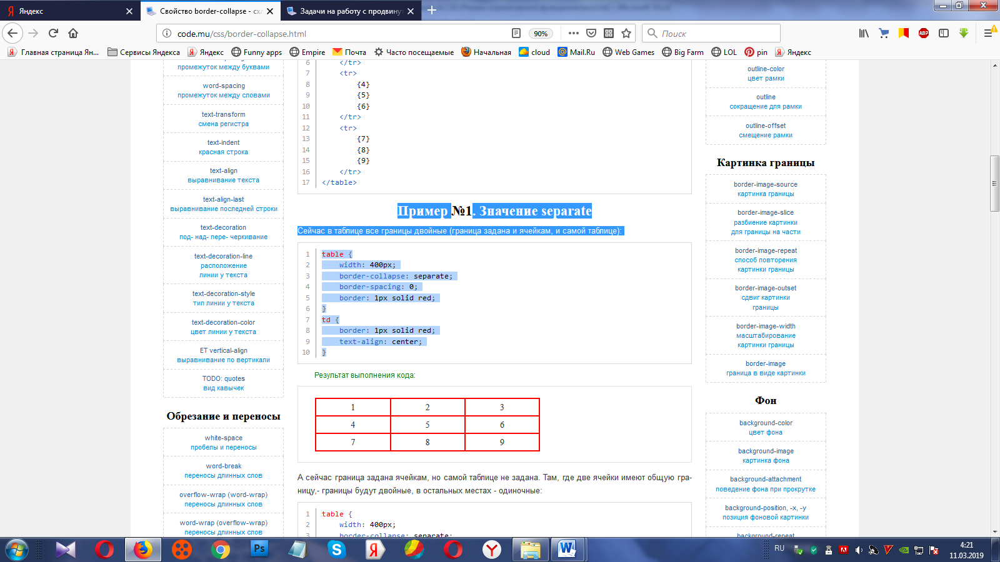 Яндекс
Свойство border-collapse - схл
Задачи на работу с продвинут
code.mu/css/border-collapse.html
90%
Поиск
Главная страница Ян...
Сервисы Яндекса
Яндекс
Funny apps
Empire
Почта
Часто посещаемые
Начальная
cloud
Mail.Ru
Web Games
Big Farm
LOL
pin
Яндекс
промежуток между буквами
word-spacing
промежуток между словами
text-transform
смена регистра
text-indent
красная строка
text-align
выравнивание текста
text-align-last
выравнивание последней строки
text-decoration
под- над- пере- черкивание
text-decoration-line
расположение
линии у текста
text-decoration-style
тип линии у текста
text-decoration-color
цвет линии у текста
ET vertical-align
выравнивание по вертикали
TODO: quotes
вид кавычек
Обрезание и переносы
white-space
пробелы и переносы
word-break
переносы длинных слов
overflow-wrap (word-wrap)
переносы длинных слов
word-wrap (overflow-wrap)
переносы длинных слов
6 </tr>
7 <tr>
8 {4}
9 {5}
10 {6}
11 </tr>
12 <tr>
13 {7}
14 {8}
15 {9}
16 </tr>
17 </table>
Пример №1. Значение separate
Сейчас в таблице все границы двойные (граница задана и ячейкам, и самой таблице):
1 table {
2 width: 400px;
3 border-collapse: separate;
4 border-spacing: 0;
5 border: 1px solid red;
6 }
7 td {
8 border: 1px solid red;
9 text-align: center;
10 }
Результат выполнения кода:
1 2 3
4 5 6
7 8 9
А сейчас граница задана ячейкам, но самой таблице не задана. Там, где две ячейки имеют общую гра-
ницу,- границы будут двойные, в остальных местах - одиночные:
1 table {
2 width: 400px;
3 border-collapse: separate;
outline-color
цвет рамки
outline
сокращение для рамки
outline-offset
смещение рамки
Картинка границы
border-image-source
картинка границы
border-image-slice
разбиение картинки
для границы на части
border-image-repeat
способ повторения
картинки границы
border-image-outset
сдвиг картинки
границы
border-image-width
масштабирование
картинки границы
border-image
граница в виде картинки
Фон
background-color
цвет фона
background-image
картинка фона
background-attachment
поведение фона при прокрутке
background-position, -x, -y
позиция фоновой картинки
background-repeat
RU
4:21
11.03.2019